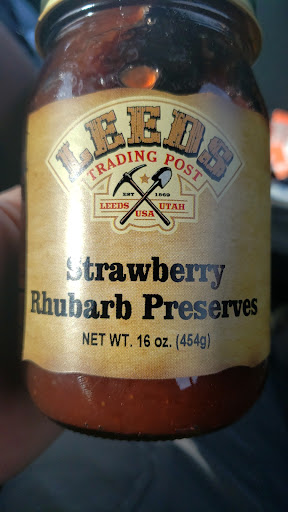 LEEDS
TRADING POST
EST 1869
LEEDS UTAH
USA
Strawberry
Rhubarb Preserves
NET WT. 16 oz. (454g)